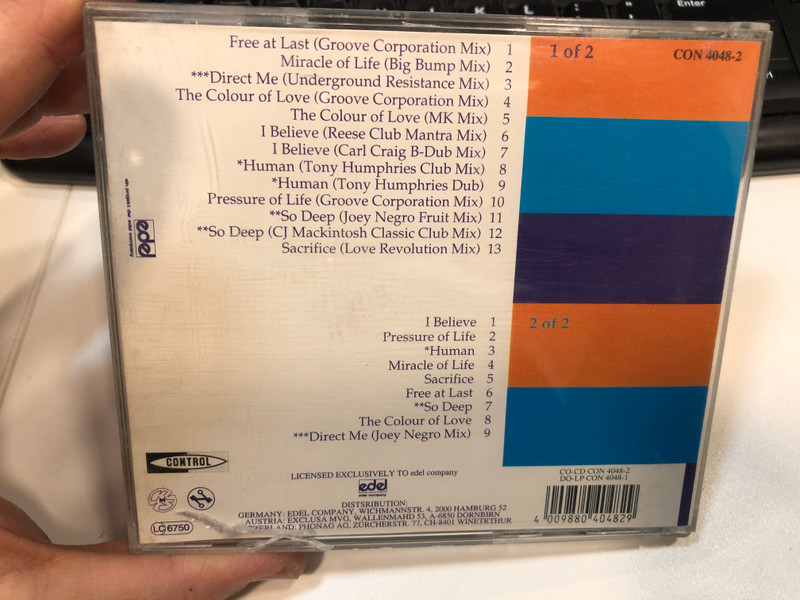 Enter
Free at Last (Groove Corporation Mix) 1
Miracle of Life (Big Bump Mix) 2
***Direct Me (Underground Resistance Mix) 3
The Colour of Love (Groove Corporation Mix) 4
The Colour of Love (MK Mix) 5
I Believe (Reese Club Mantra Mix) 6
I Believe (Carl Craig B-Dub Mix) 7
*Human (Tony Humphries Club Mix) 8
*Human (Tony Humphries Dub) 9
Pressure of Life (Groove Corporation Mix) 10
**So Deep (Joey Negro Fruit Mix) 11
**So Deep (CJ Mackintosh Classic Club Mix) 12
Sacrifice (Love Revolution Mix) 13
1 of 2
CON 4048-2
edel
I Believe 1
Pressure of Life 2
*Human 3
Miracle of Life 4
Sacrifice 5
Free at Last 6
**So Deep 7
The Colour of Love 8
***Direct Me (Joey Negro Mix) 9
2 of 2
CONTROL
LICENSED EXCLUSIVELY TO edel company
edel
edel company
CO-CD CON 4048-2
DO-LP CON 4048-1
DISTRIBUTION:
GERMANY: EDEL COMPANY, WICHMANNSTR. 4, 2000 HAMBURG 52
AUSTRIA: EXCLUSA MVG, WALLENMAHD 53, A-6850 DORNBIRN
PHONAG AG, ZÜRCHERSTR. 77, CH-8401 WINETRTHUR
LC 6750
4 009880 404829